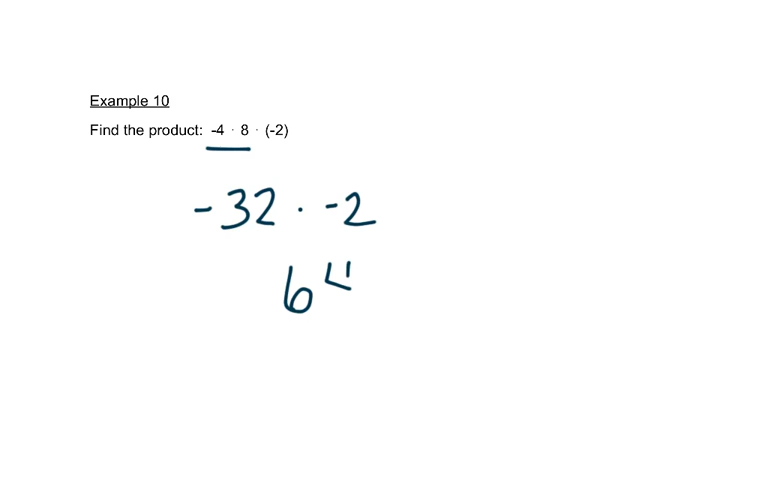 Example 10
Find the product: -4 · 8 · (-2)
-32 · -2
64